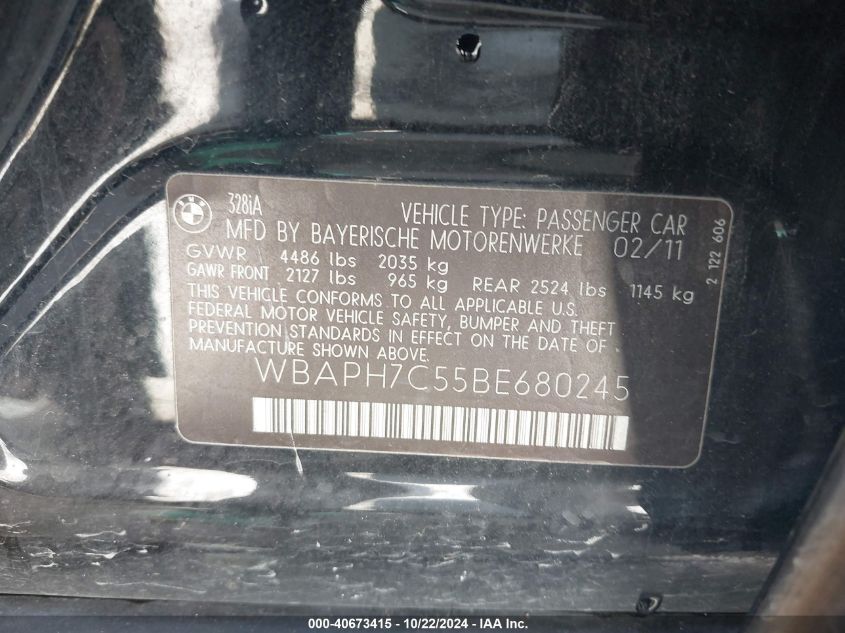 BMW
328iA
VEHICLE TYPE: PASSENGER CAR
MFD BY BAYERISCHE MOTORENWERKE 02/11
GVWR 4486 lbs 2035 kg
GAWR FRONT 2127 lbs 965 kg REAR 2524 lbs 1145 kg
THIS VEHICLE CONFORMS TO ALL APPLICABLE U.S.
FEDERAL MOTOR VEHICLE SAFETY, BUMPER AND THEFT
PREVENTION STANDARDS IN EFFECT ON THE DATE OF
MANUFACTURE SHOWN ABOVE.
WBAPH7C55BE680245
2 122 606
000-40673415 - 10/22/2024 - IAA Inc.